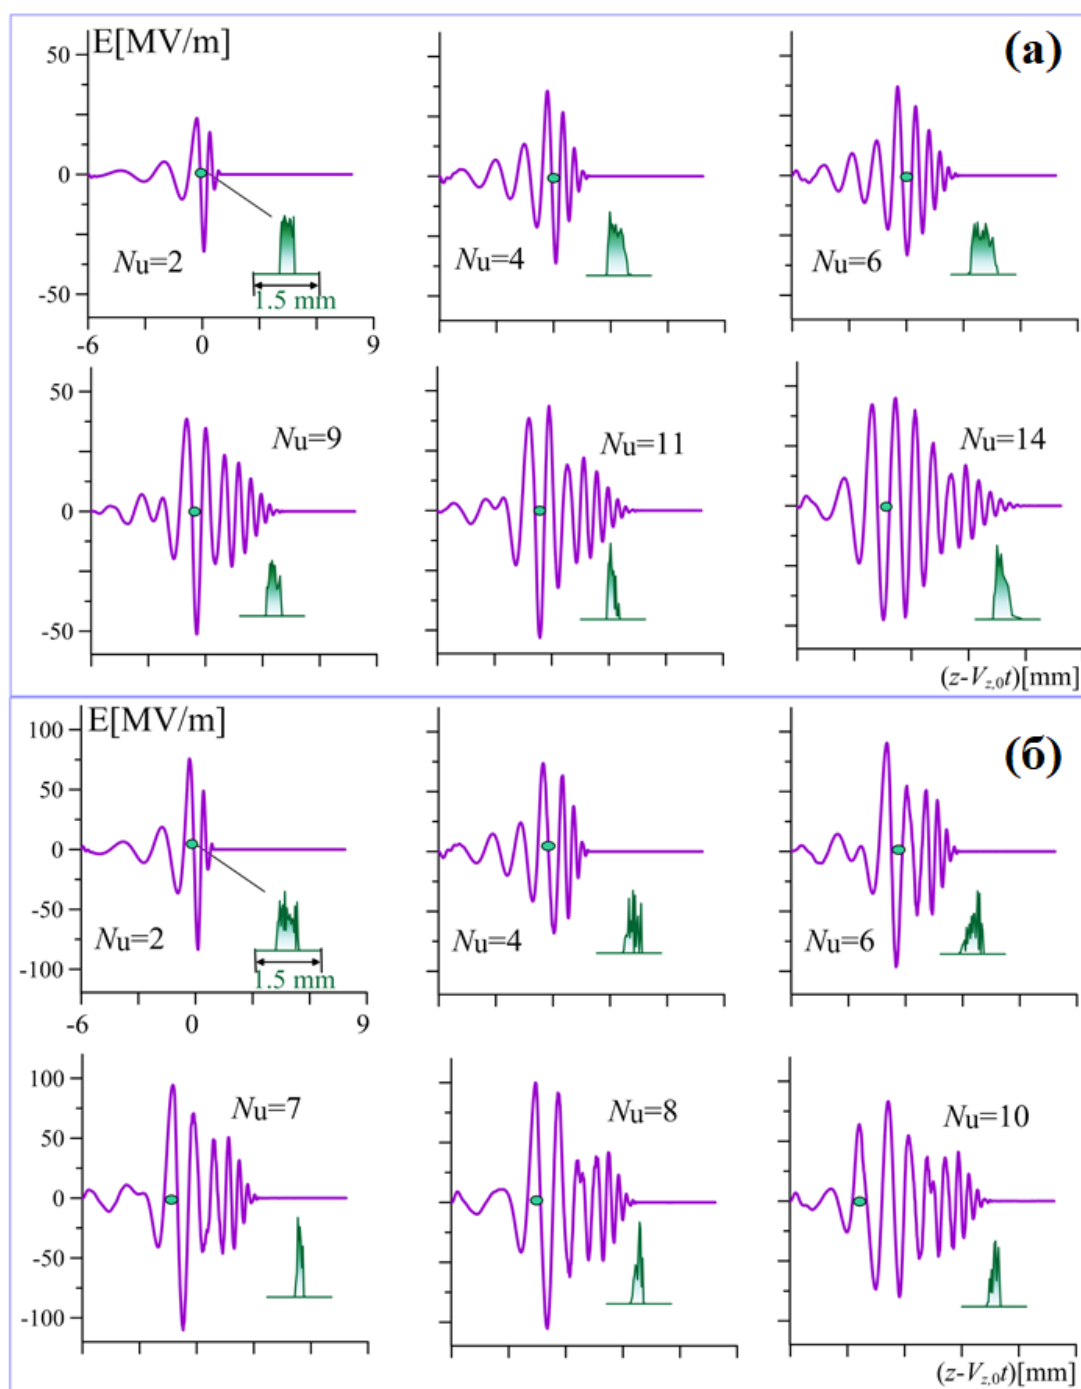 E[MV/m]
(а)
50
0
-50
Nu=2
Nu=4
Nu=6
1.5 mm
-6
0
9
50
0
-50
Nu=9
Nu=11
Nu=14
(z-Vz,0t)[mm]
E[MV/m]
(б)
100
50
0
-50
-100
Nu=2
Nu=4
Nu=6
1.5 mm
-6
0
9
100
50
0
-50
-100
Nu=7
Nu=8
Nu=10
(z-Vz,0t)[mm]